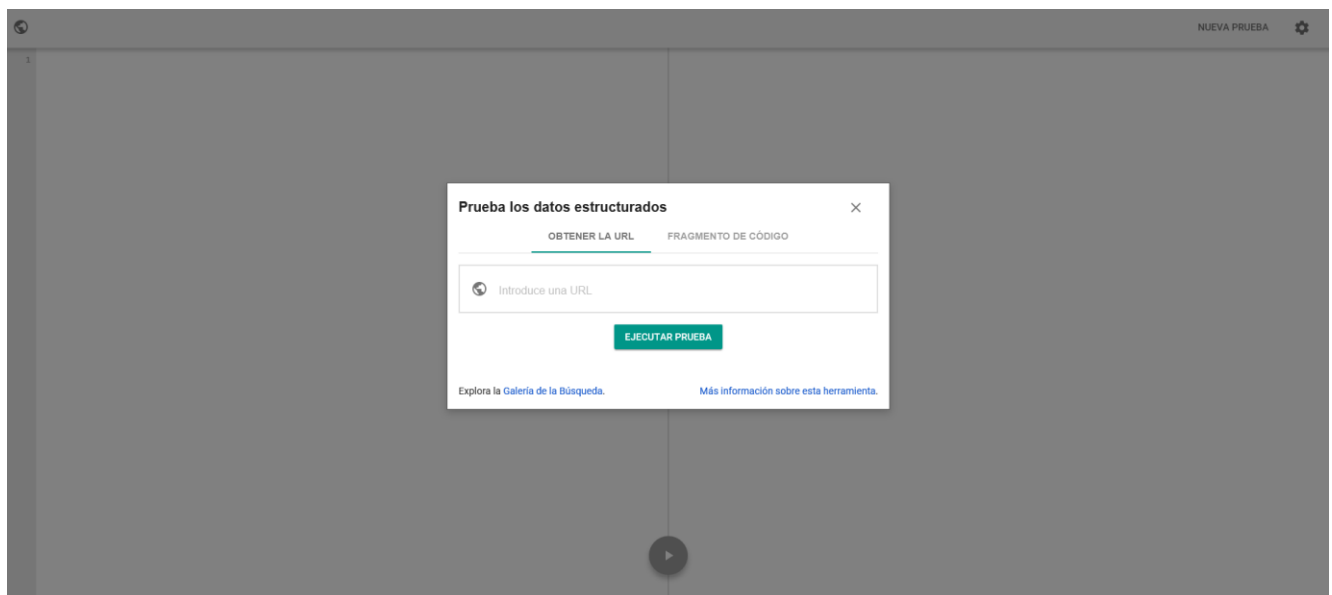 NUEVA PRUEBA
1
Prueba los datos estructurados
OBTENER LA URL FRAGMENTO DE CÓDIGO
Introduce una URL
EJECUTAR PRUEBA
Explora la Galería de la Búsqueda. Más información sobre esta herramienta.